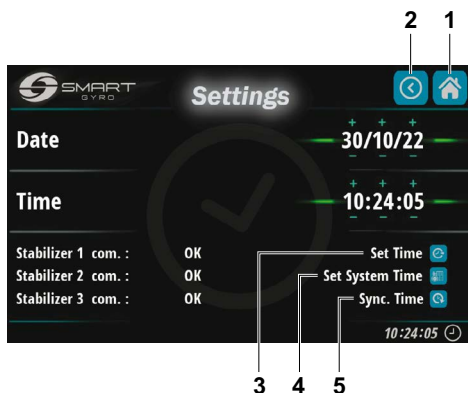 2 1
SMART
GYRO
Settings
+ + +
Date 30/10/22
- - -
+ + +
Time 10:24:05
- - -
Stabilizer 1 com. : OK Set Time
Stabilizer 2 com. : OK Set System Time
Stabilizer 3 com. : OK Sync. Time
10:24:05
3 4 5